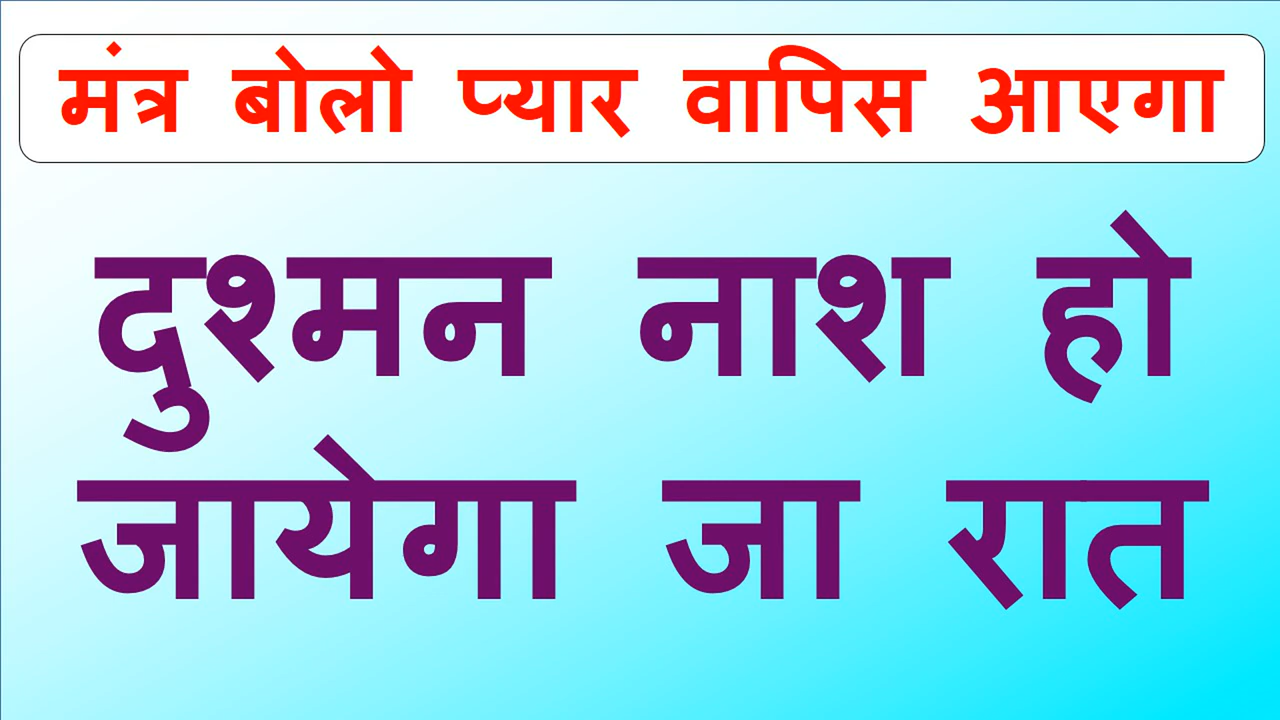 मंत्र बोलो प्यार वापिस आएगा
दुश्मन नाश हो
जायेगा जा रात